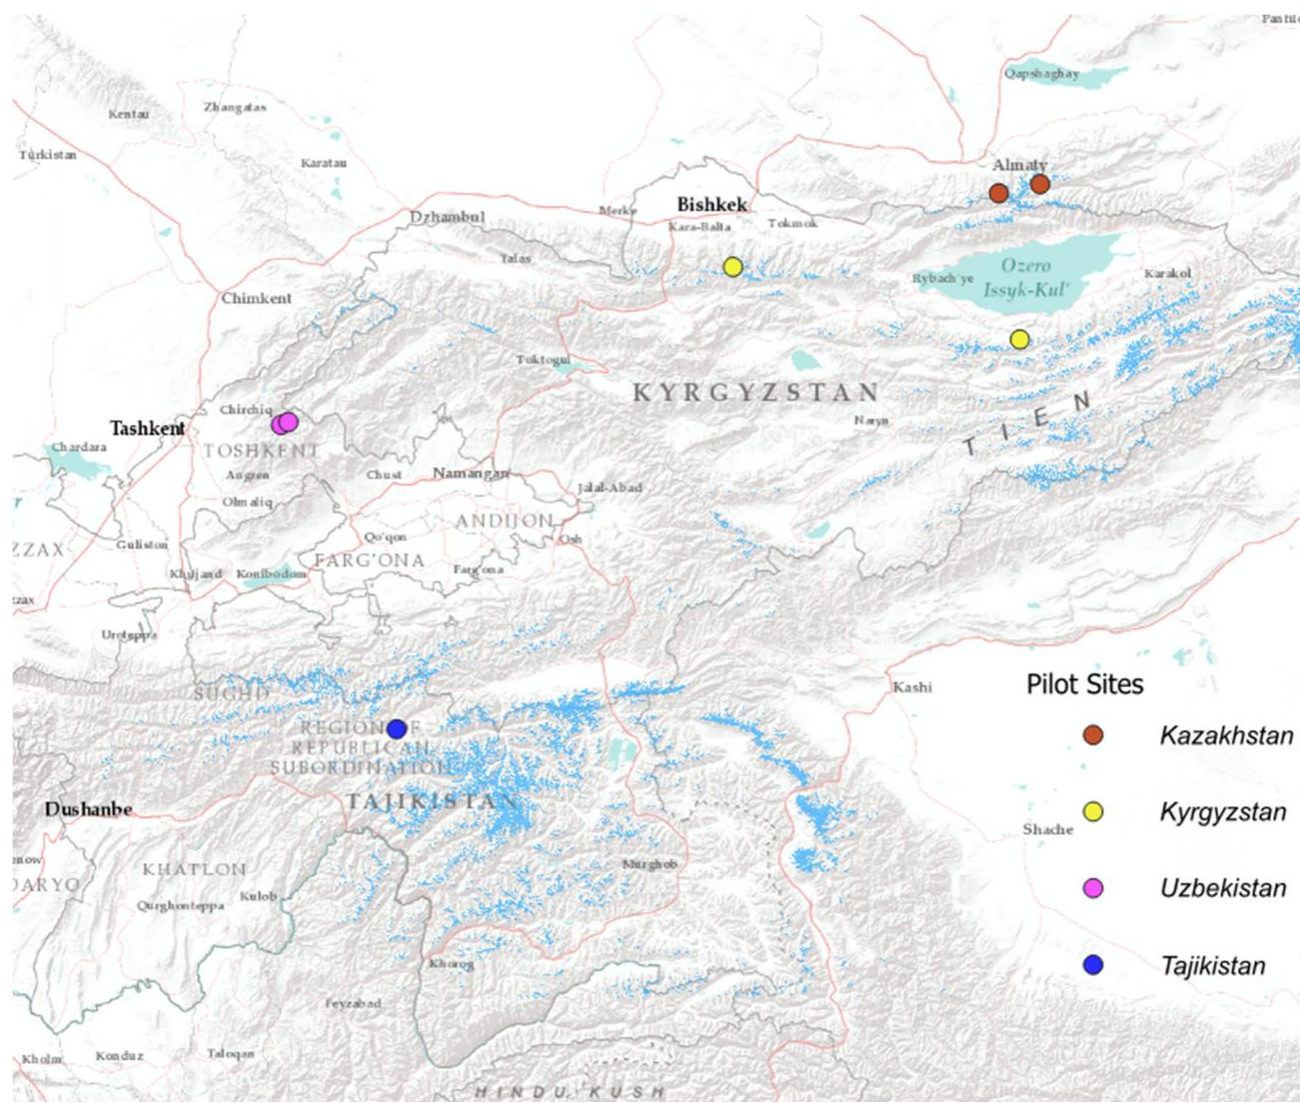 Qapshaghay
Kentau
Zhangatas
Turkistan
Karatau
Almaty
Bishkek
Merke
Dzhambul
Kara-Balta
Tokmok
Talas
Ozero
Issyk-Kul'
Rybach'ye
Karakol
Chimkent
Toktogul
KYRGYZSTAN
Chirchiq
Tashkent
TOSHKENT
Naryn
TIEN
Chardara
Angren
Chust
Namangan
Jalal-Abad
Olmaliq
ANDIJON
Qo'qon
Osh
Guliston
ZZAX
FARG'ONA
Farg'ona
Khujand
Konibodom
zzax
Uroteppa
SUGHD
Kashi
Pilot Sites
REGION OF
REPUBLICAN
SUBORDINATION
Kazakhstan
TAJIKISTAN
Dushanbe
Kyrgyzstan
Shache
Murghob
KHATLON
DARYO
Uzbekistan
Kulob
Qurghonteppa
Khorog
Tajikistan
Feyzabad
Kholm
Konduz
Taloqan
HINDU KUSH